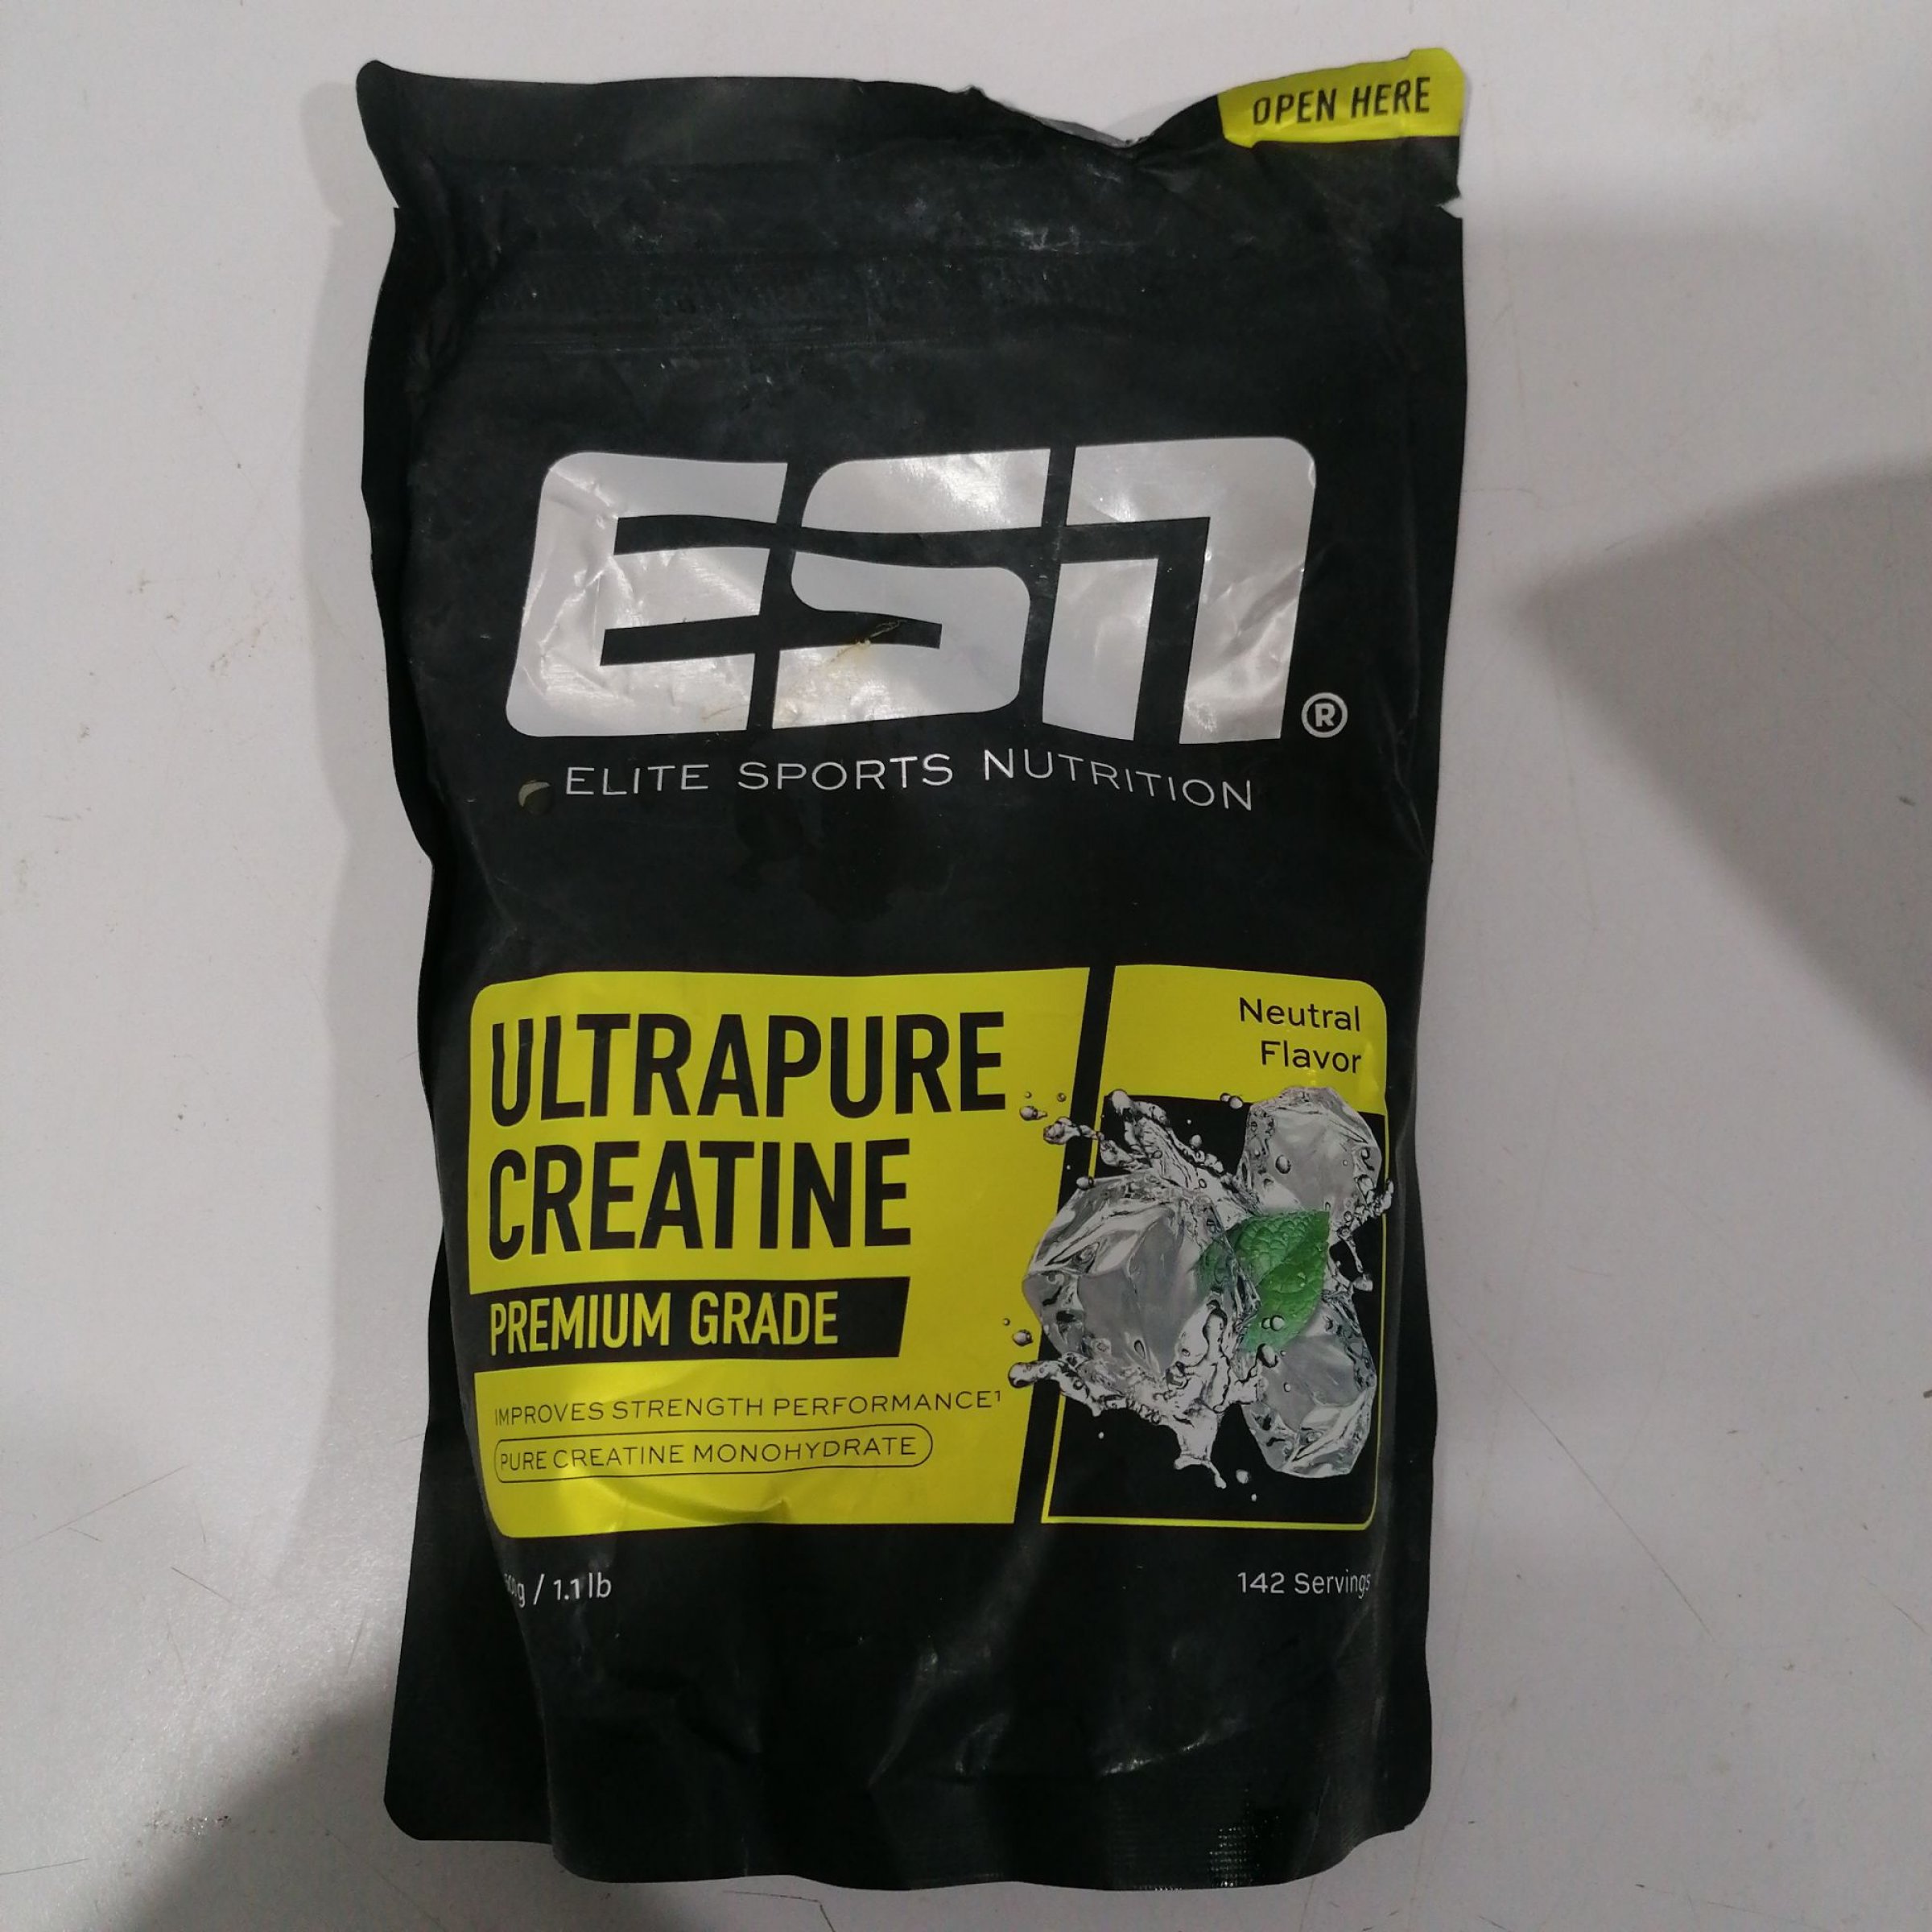 OPEN HERE
ESN®
ELITE SPORTS NUTRITION
ULTRAPURE
CREATINE
PREMIUM GRADE
IMPROVES STRENGTH PERFORMANCE¹
PURE CREATINE MONOHYDRATE
Neutral
Flavor
/ 1.1 lb
142 Servings